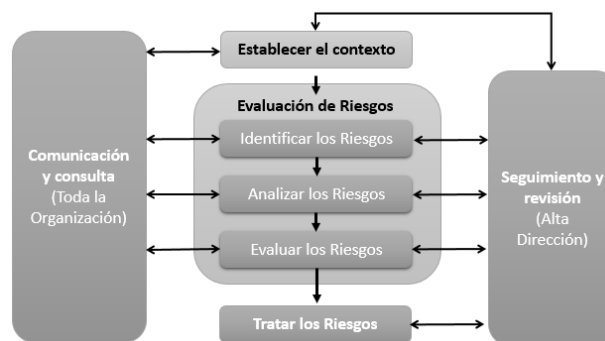 Establecer el contexto
Evaluación de Riesgos
Identificar los Riesgos
Analizar los Riesgos
Evaluar los Riesgos
Tratar los Riesgos
Comunicación
y consulta
(Toda la
Organización)
Seguimiento y
revisión
(Alta
Dirección)